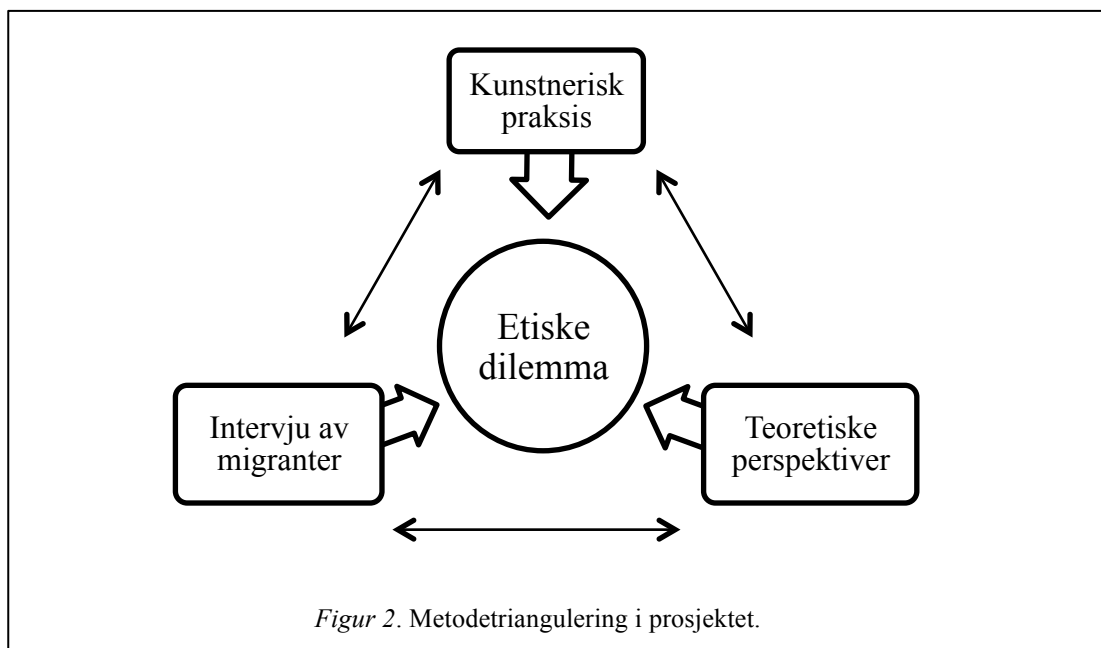 Kunstnerisk
praksis
Etiske
dilemma
Intervju av
migranter
Teoretiske
perspektiver
Figur 2. Metodetriangulering i prosjektet.